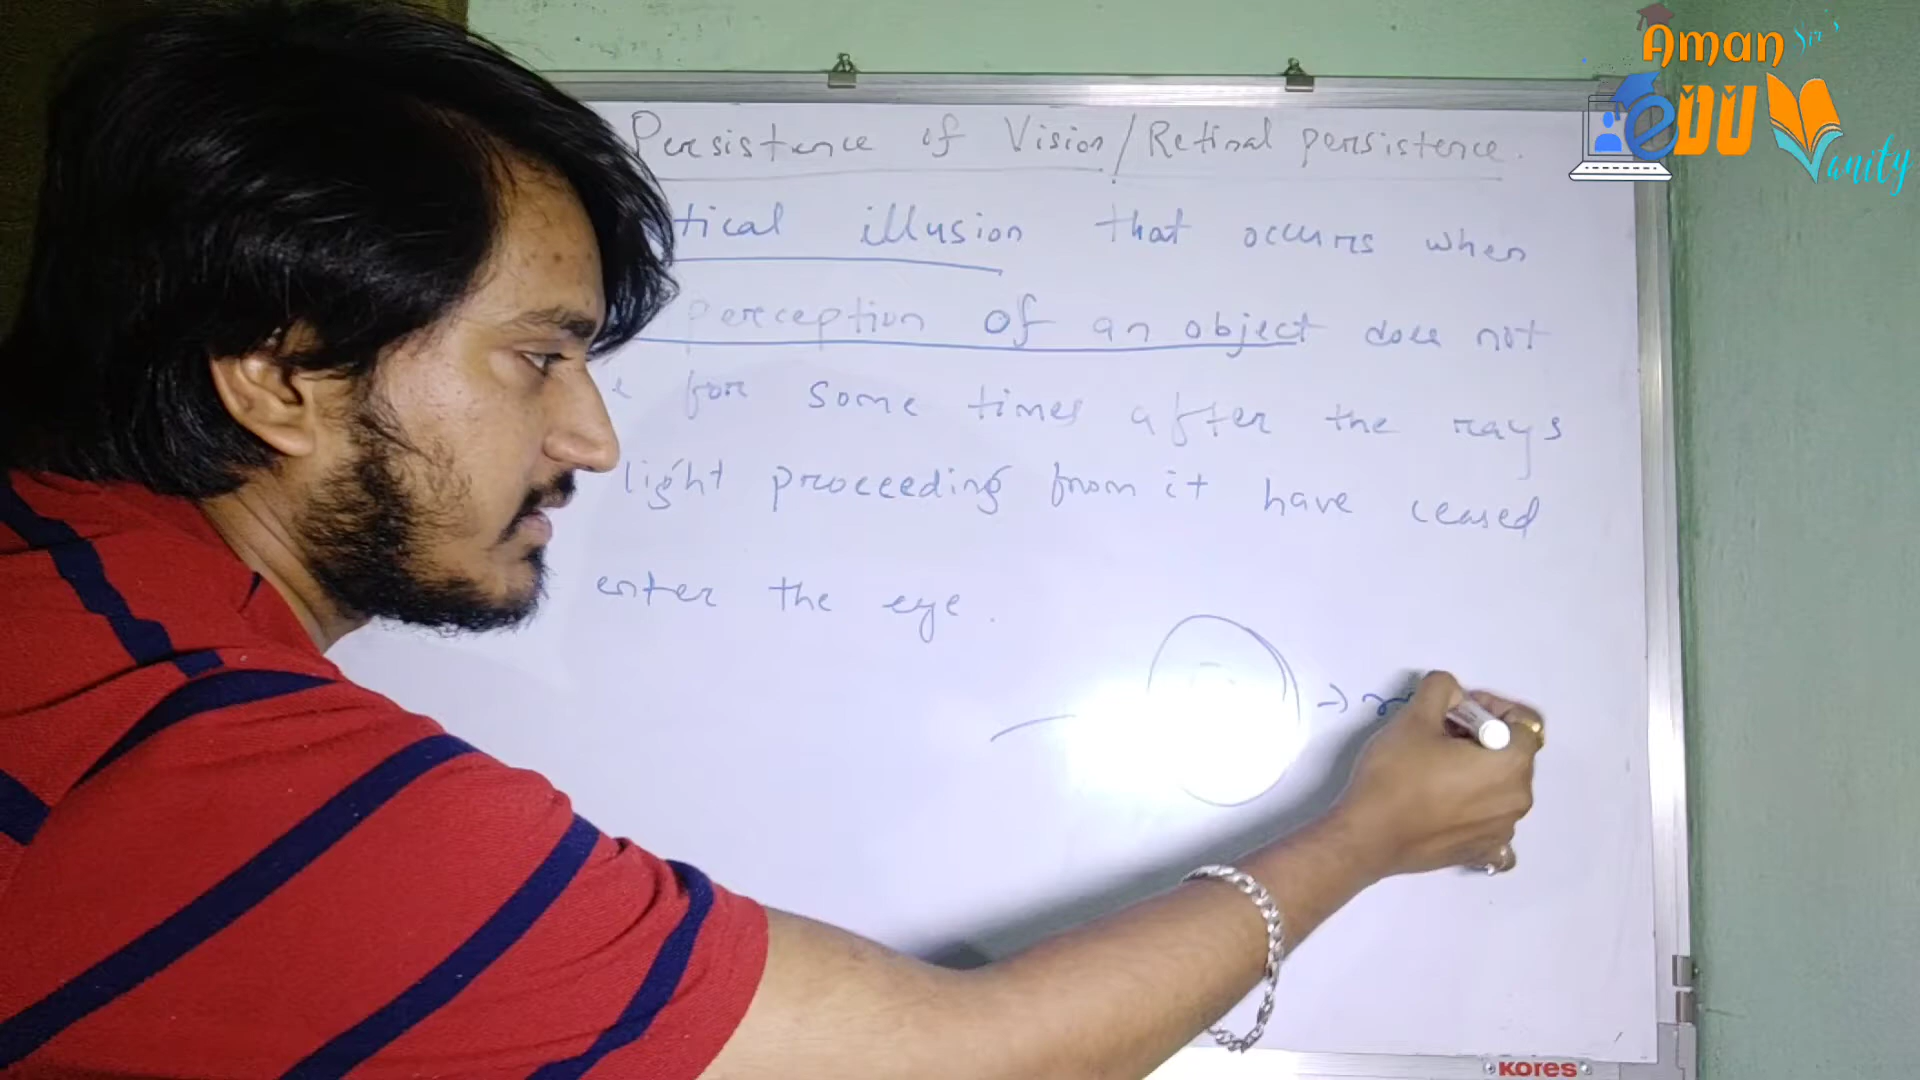 Persistence of Vision/Retinal persistence.
tical illusion that occurs when
perception of an object does not
for some times after the rays
light proceeding from it have ceased
enter the eye.
→
Aman Sir's
eDU Vanity
KORES